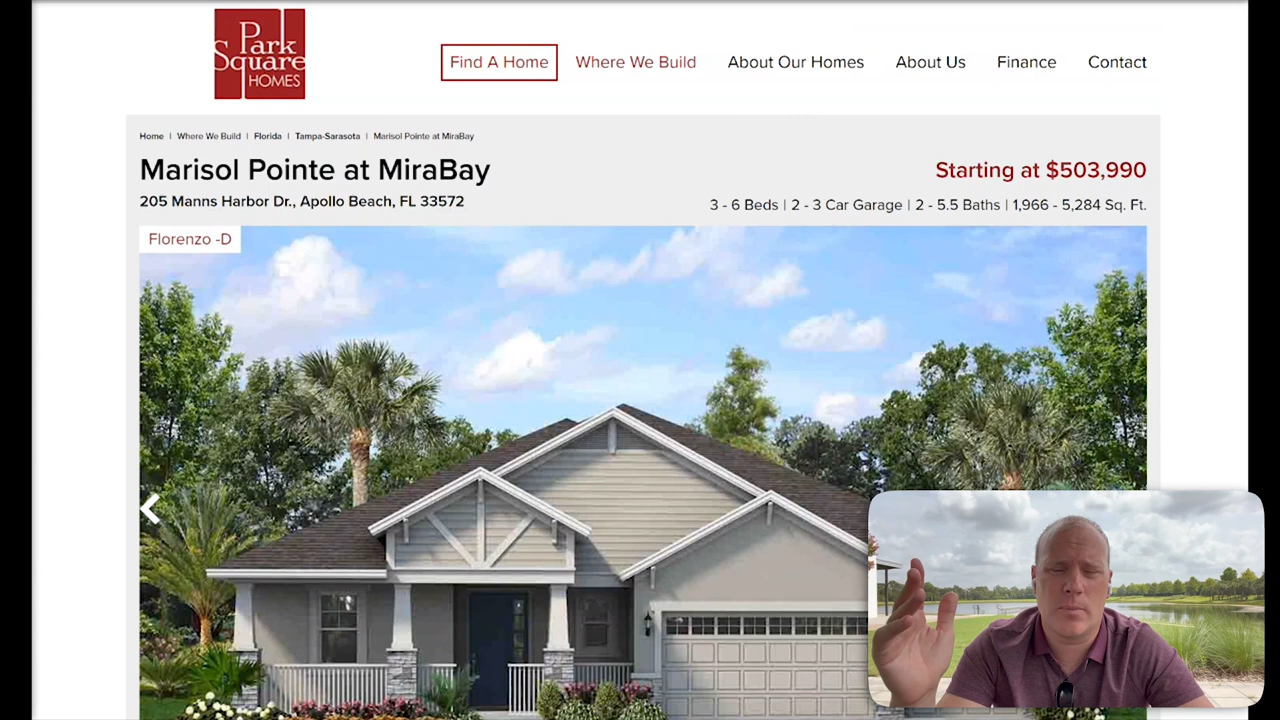 Park
Square
HOMES
Find A Home
Where We Build
About Our Homes
About Us
Finance
Contact
Home | Where We Build | Florida | Tampa-Sarasota | Marisol Pointe at MiraBay
Marisol Pointe at MiraBay
Starting at $503,990
205 Manns Harbor Dr., Apollo Beach, FL 33572
3 - 6 Beds | 2 - 3 Car Garage | 2 - 5.5 Baths | 1,966 - 5,284 Sq. Ft.
Florenzo -D